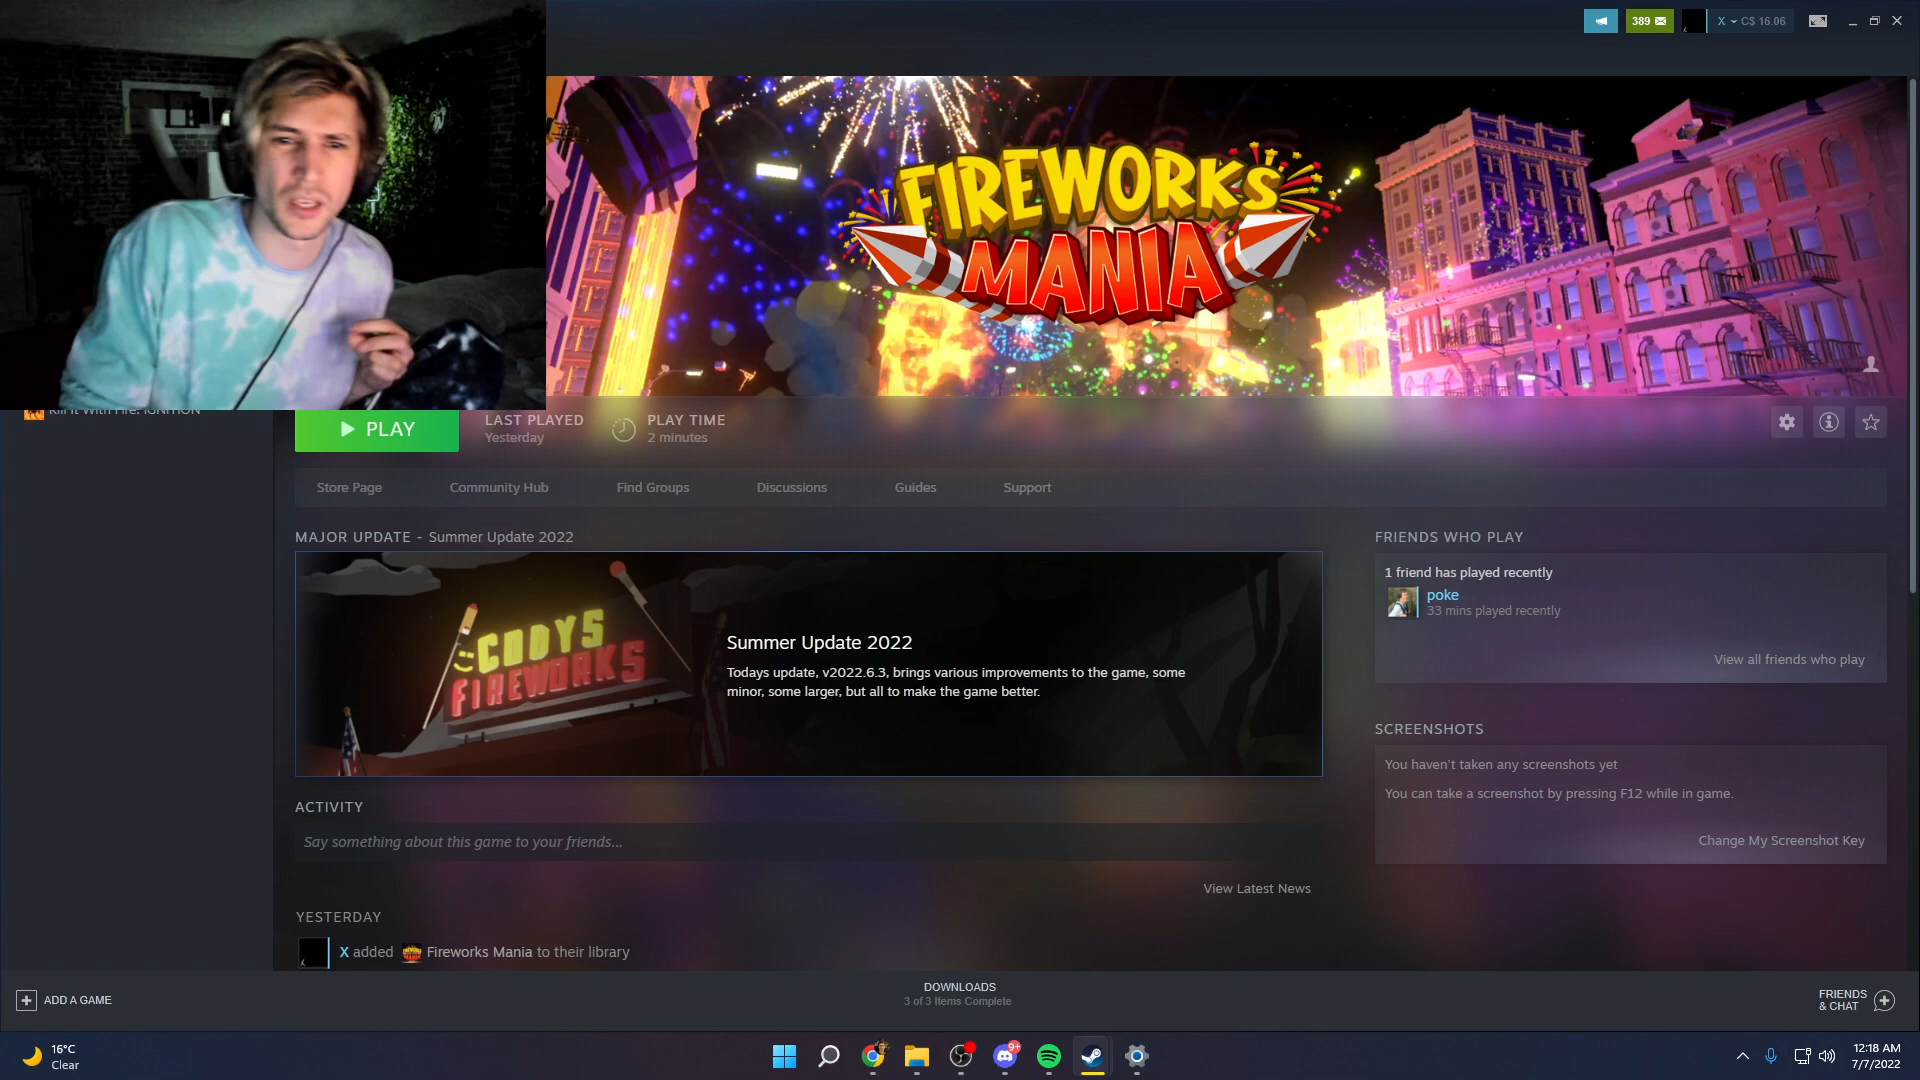 389
X
C$ 16.06
FIREWORKS
MANIA
Kill It With Fire: IGNITION
PLAY
LAST PLAYED
Yesterday
PLAY TIME
2 minutes
Store Page
Community Hub
Find Groups
Discussions
Guides
Support
MAJOR UPDATE - Summer Update 2022
CODYS
FIREWORKS
Summer Update 2022
Todays update, v2022.6.3, brings various improvements to the game, some
minor, some larger, but all to make the game better.
FRIENDS WHO PLAY
1 friend has played recently
poke
33 mins played recently
View all friends who play
SCREENSHOTS
You haven't taken any screenshots yet
You can take a screenshot by pressing F12 while in game.
Change My Screenshot Key
ACTIVITY
Say something about this game to your friends...
View Latest News
YESTERDAY
X added Fireworks Mania to their library
ADD A GAME
DOWNLOADS
3 of 3 Items Complete
FRIENDS
& CHAT
16°C
Clear
9+
12:18 AM
7/7/2022